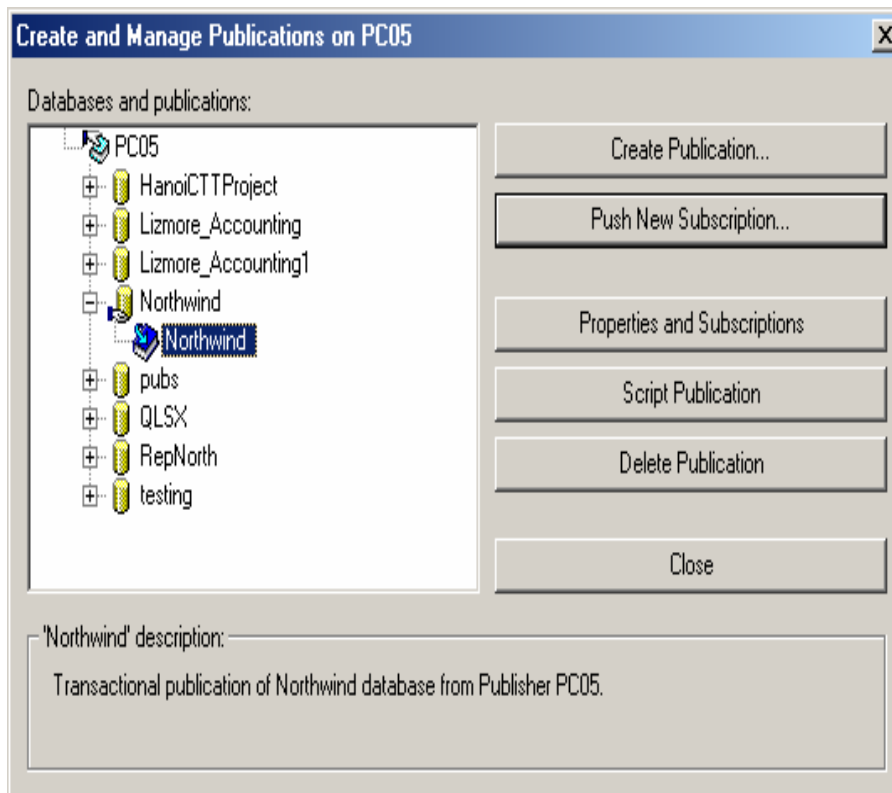 Create and Manage Publications on PC05
Databases and publications:
PC05
HanoiCTTProject
Lizmore_Accounting
Lizmore_Accounting1
Northwind
Northwind
pubs
QLSX
RepNorth
testing
Create Publication...
Push New Subscription...
Properties and Subscriptions
Script Publication
Delete Publication
Close
'Northwind' description:
Transactional publication of Northwind database from Publisher PC05.